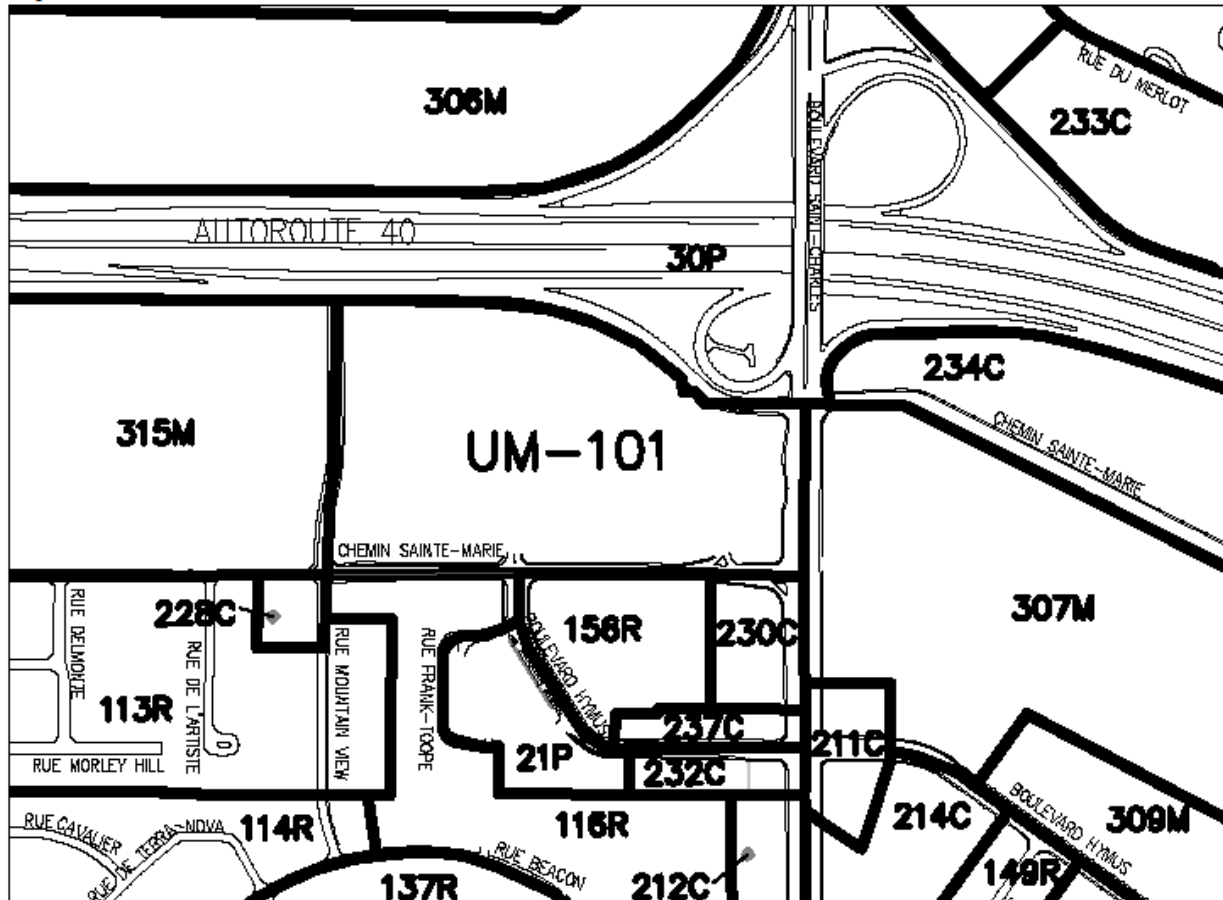 306M
RUE DU MERLOT
233C
BOULEVARD SAINT-CHARLES
AUTOROUTE 40
30P
234C
315M
UM-101
CHEMIN SAINTE-MARIE
CHEMIN SAINTE-MARIE
228C
156R
230C
307M
RUE DELMONTE
RUE DE L'ARTISTE
RUE MOUNTAIN VIEW
RUE FRANK-TOOPE
BOULEVARD HYMUS
113R
237C
211C
RUE MORLEY HILL
21P
232C
BOULEVARD HYMUS
RUE CAVALIER
RUE DE TERRA-NOVA
114R
116R
214C
309M
RUE BEACON
137R
212C
149R